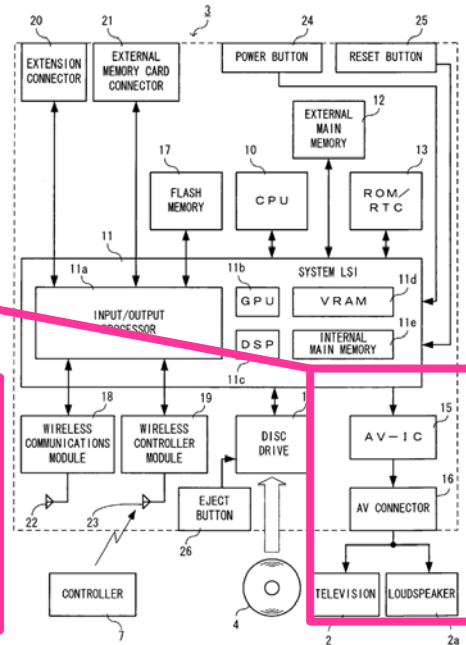 3
20
21
24
25
EXTENSION
CONNECTOR
EXTERNAL
MEMORY CARD
CONNECTOR
POWER BUTTON
RESET BUTTON
12
EXTERNAL
MAIN
MEMORY
17
10
13
FLASH
MEMORY
CPU
ROM/
RTC
11
SYSTEM LSI
11a
11b
11d
INPUT/OUTPUT
GPU
VRAM
11e
DSP
INTERNAL
MAIN MEMORY
11c
18
19
15
WIRELESS
COMMUNICATIONS
MODULE
WIRELESS
CONTROLLER
MODULE
DISC
DRIVE
AV-IC
16
22
23
EJECT
BUTTON
AV CONNECTOR
26
CONTROLLER
TELEVISION
LOUDSPEAKER
7
4
2
2a